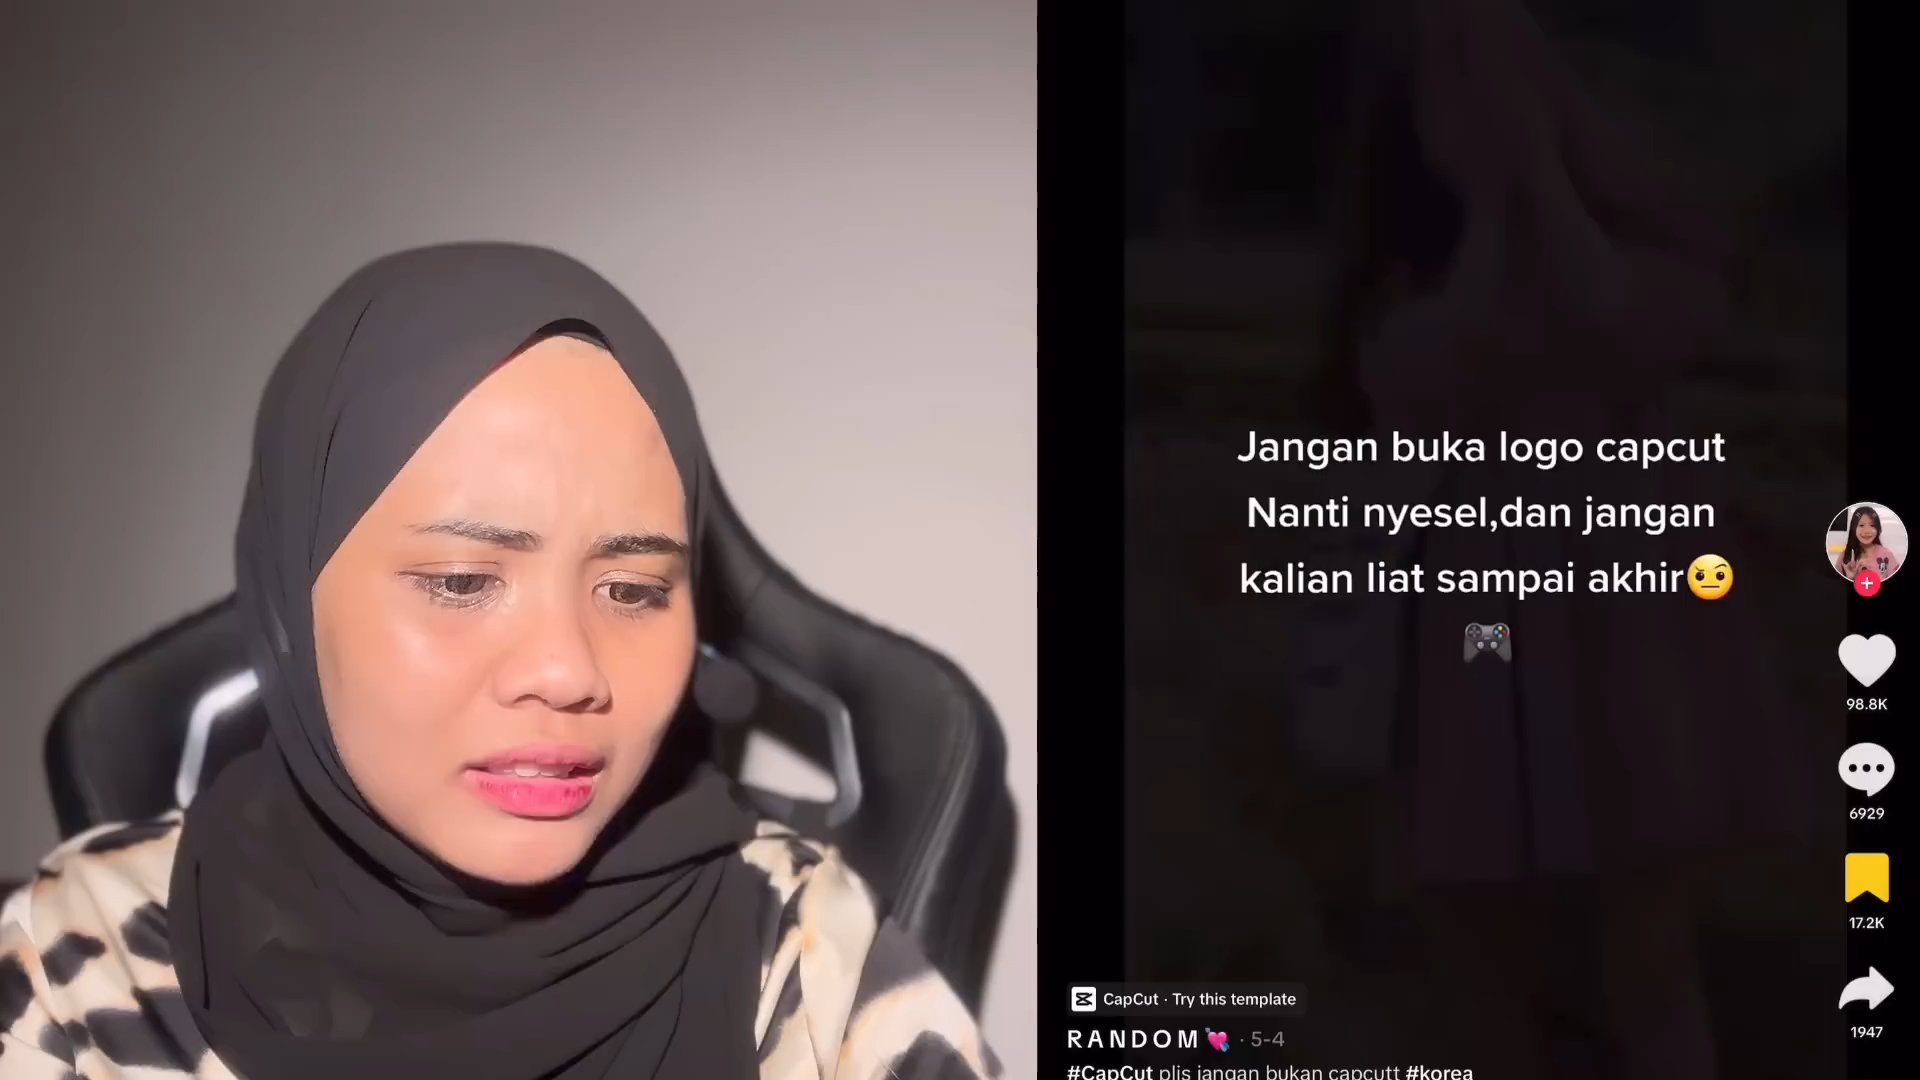 Jangan buka logo capcut
Nanti nyesel,dan jangan
kalian liat sampai akhir🤨
🎮
98.8K
6929
17.2K
1947
CapCut · Try this template
RANDOM💘 · 5-4
#CapCut plis jangan bukan capcutt #korea